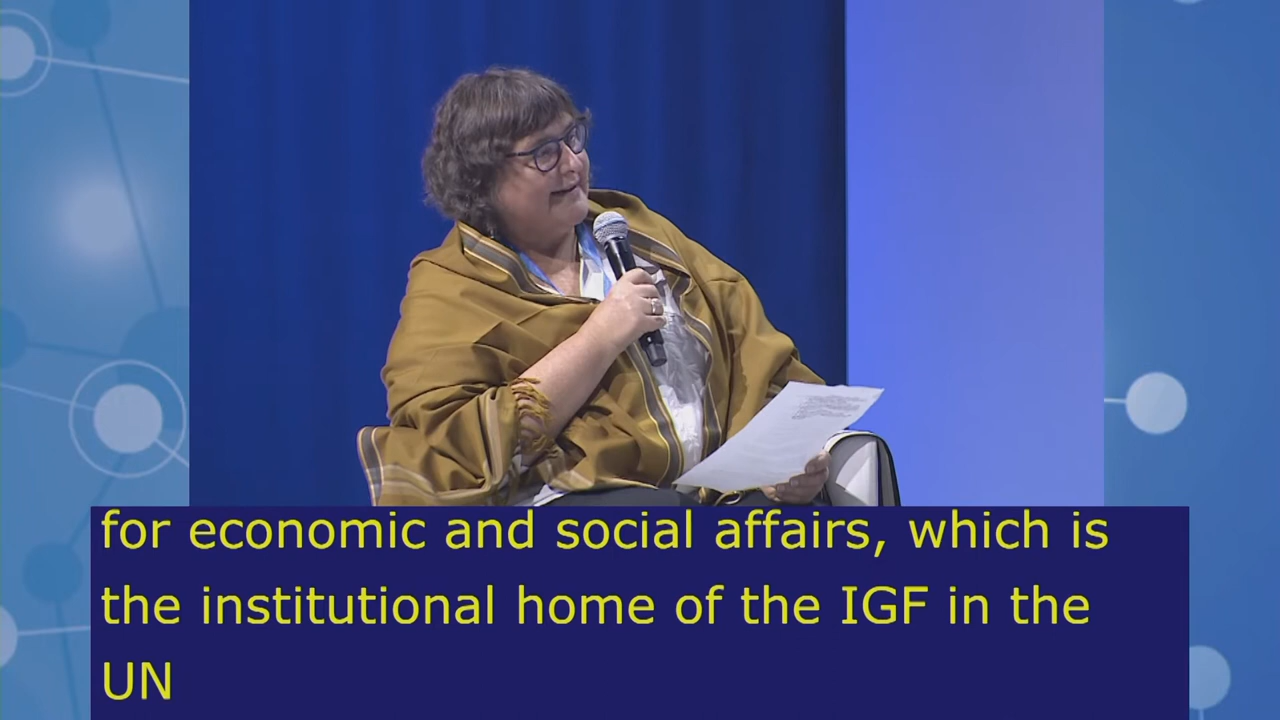 for economic and social affairs, which is
the institutional home of the IGF in the
UN